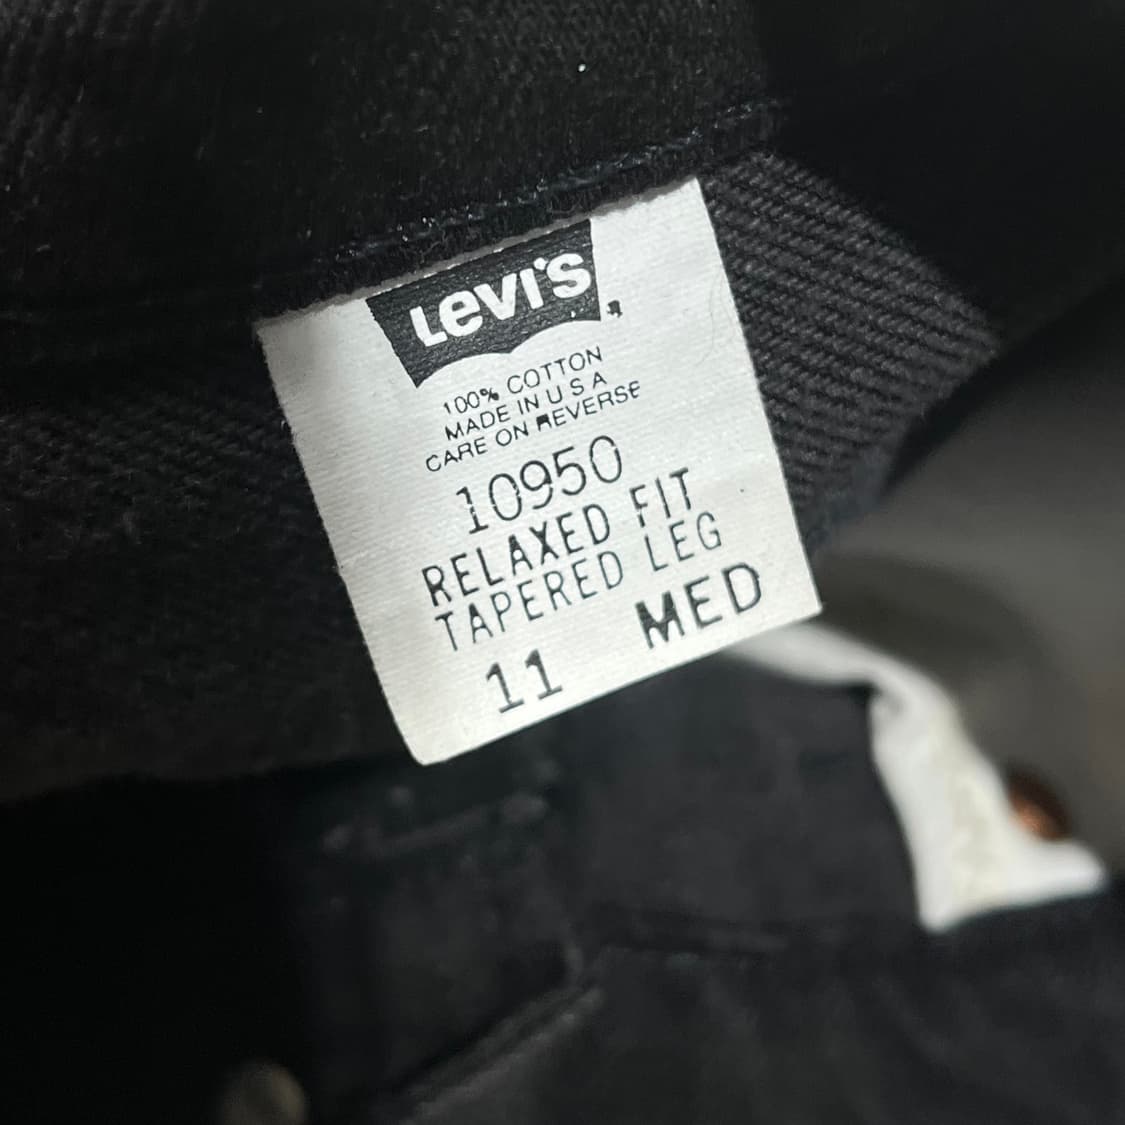 Levi's
100% COTTON
MADE IN U S A
CARE ON REVERSE
10950
RELAXED FIT
TAPERED LEG
11 MED